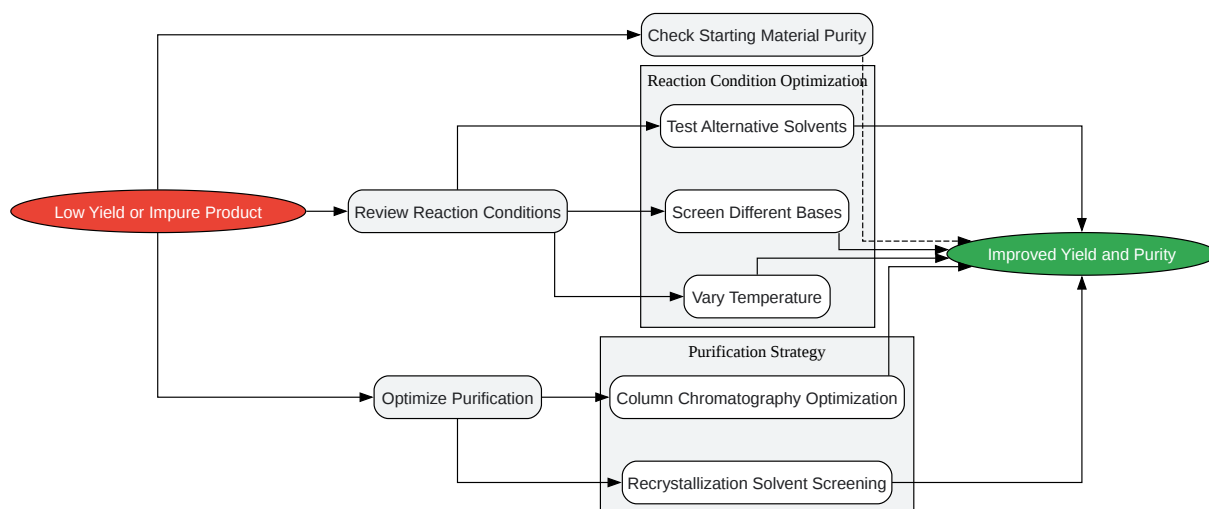 Check Starting Material Purity
Reaction Condition Optimization
Test Alternative Solvents
Low Yield or Impure Product
Review Reaction Conditions
Screen Different Bases
Improved Yield and Purity
Vary Temperature
Purification Strategy
Optimize Purification
Column Chromatography Optimization
Recrystallization Solvent Screening